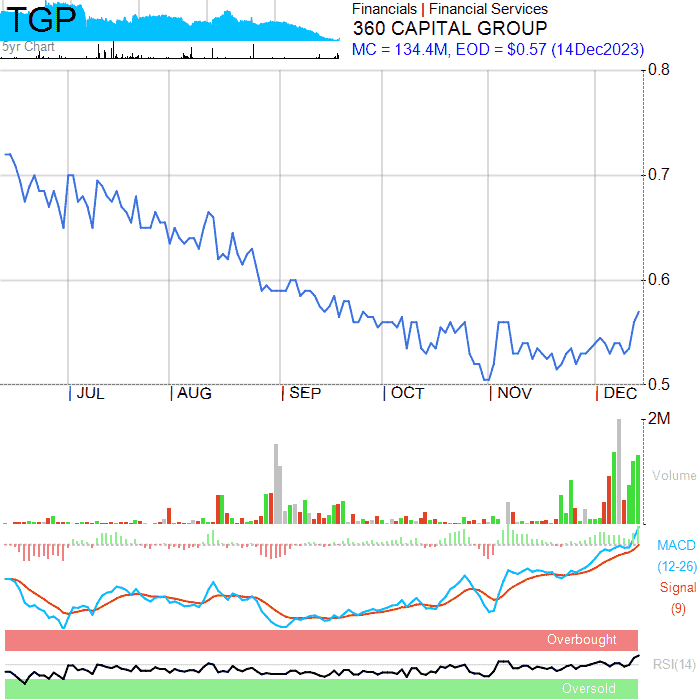 TGP
5yr Chart
Financials | Financial Services
360 CAPITAL GROUP
MC = 134.4M, EOD = $0.57 (14Dec2023)
0.8
0.7
0.6
0.5
JUL AUG SEP OCT NOV DEC
2M
Volume
MACD
(12-26)
Signal
(9)
Overbought
RSI(14)
Oversold